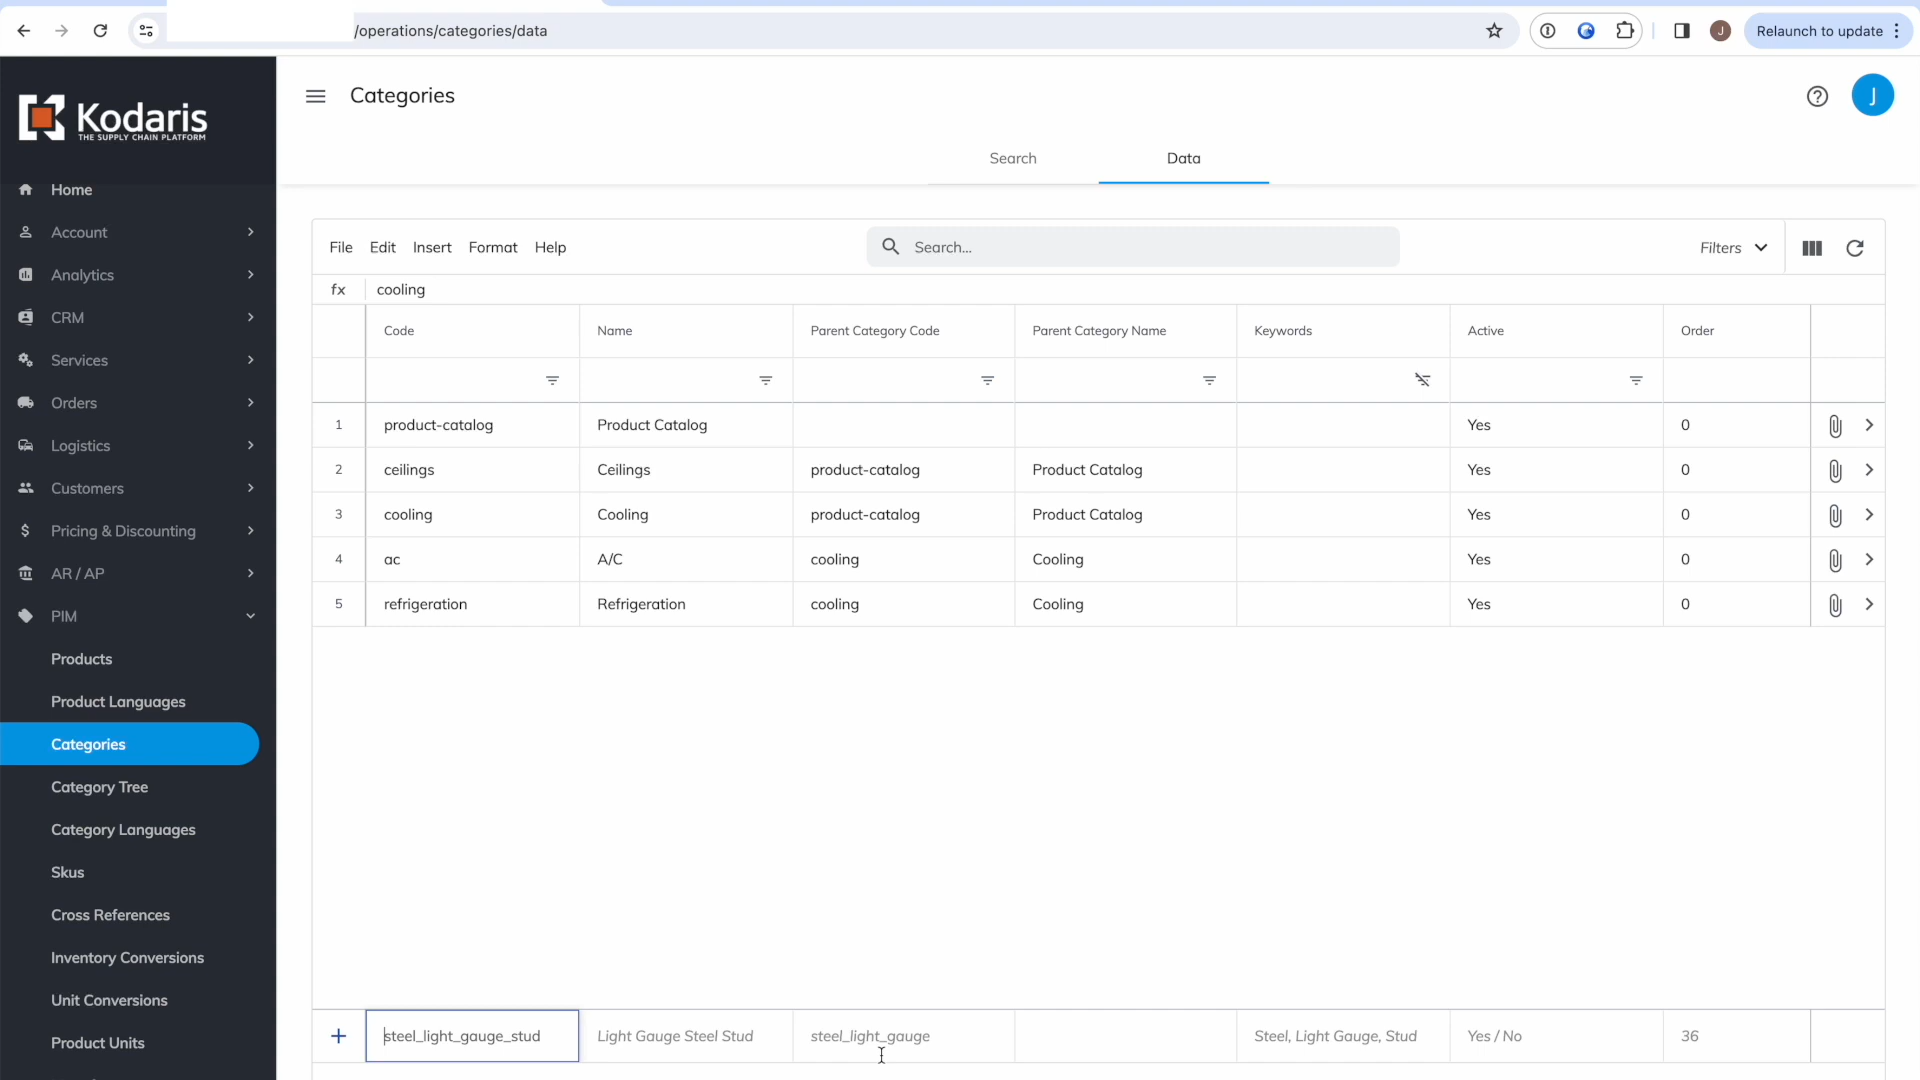 /operations/categories/data
J
Relaunch to update
Kodaris
THE SUPPLY CHAIN PLATFORM
Categories
J
Search
Data
Home
Account
Analytics
CRM
Services
Orders
Logistics
Customers
Pricing & Discounting
AR / AP
PIM
Products
Product Languages
Categories
Category Tree
Category Languages
Skus
Cross References
Inventory Conversions
Unit Conversions
Product Units
File Edit Insert Format Help
Search...
Filters
fx cooling
Code Name Parent Category Code Parent Category Name Keywords Active Order
1 product-catalog Product Catalog Yes 0
2 ceilings Ceilings product-catalog Product Catalog Yes 0
3 cooling Cooling product-catalog Product Catalog Yes 0
4 ac A/C cooling Cooling Yes 0
5 refrigeration Refrigeration cooling Cooling Yes 0
+ steel_light_gauge_stud Light Gauge Steel Stud steel_light_gauge Steel, Light Gauge, Stud Yes / No 36